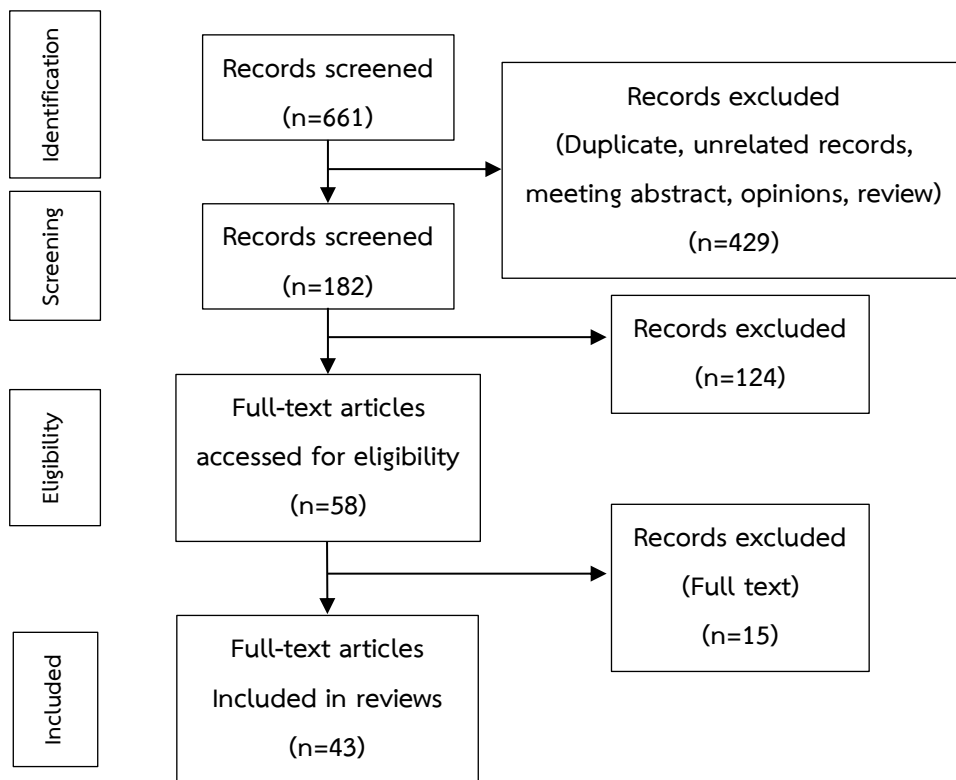 Identification
Records screened
(n=661)
Records excluded
(Duplicate, unrelated records,
meeting abstract, opinions, review)
(n=429)
Screening
Records screened
(n=182)
Records excluded
(n=124)
Eligibility
Full-text articles
accessed for eligibility
(n=58)
Records excluded
(Full text)
(n=15)
Included
Full-text articles
Included in reviews
(n=43)